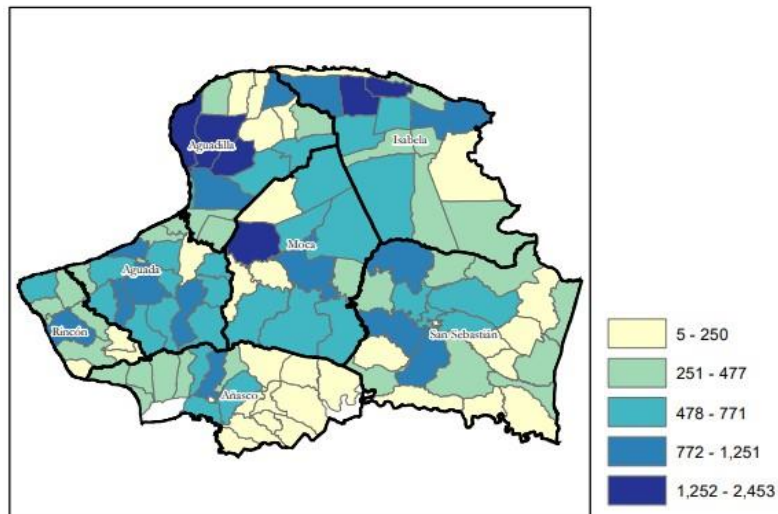 Aguadilla
Isabela
Moca
Aguada
Rincón
San Sebastián
Añasco
5 - 250
251 - 477
478 - 771
772 - 1,251
1,252 - 2,453